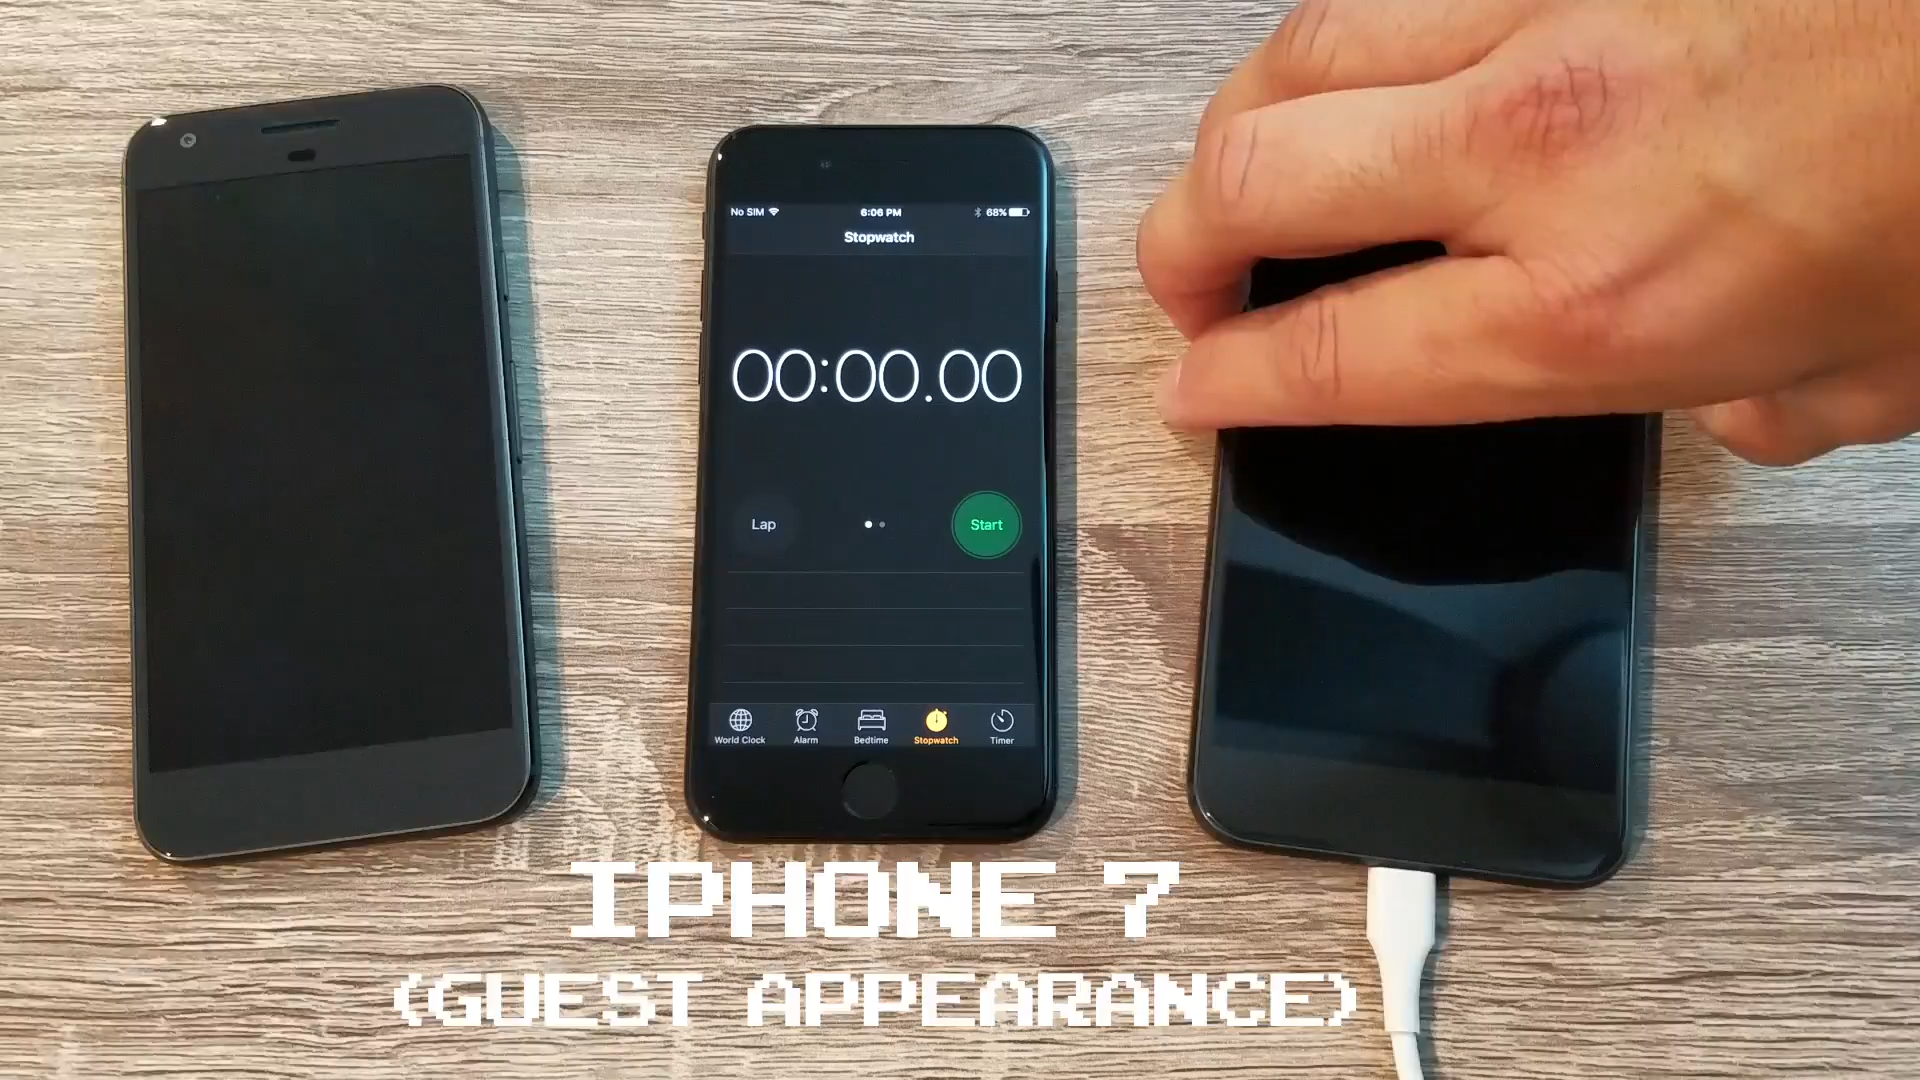 No SIM 6:06 PM 68%
Stopwatch
00:00.00
Lap Start
World Clock Alarm Bedtime Stopwatch Timer
IPHONE 7
(GUEST APPEARANCE)